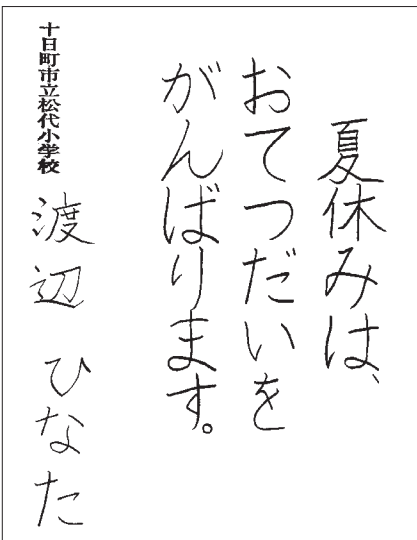 夏休みは、
おてつだいを
がんばります。
十日町市立松代小学校
渡辺 ひなた